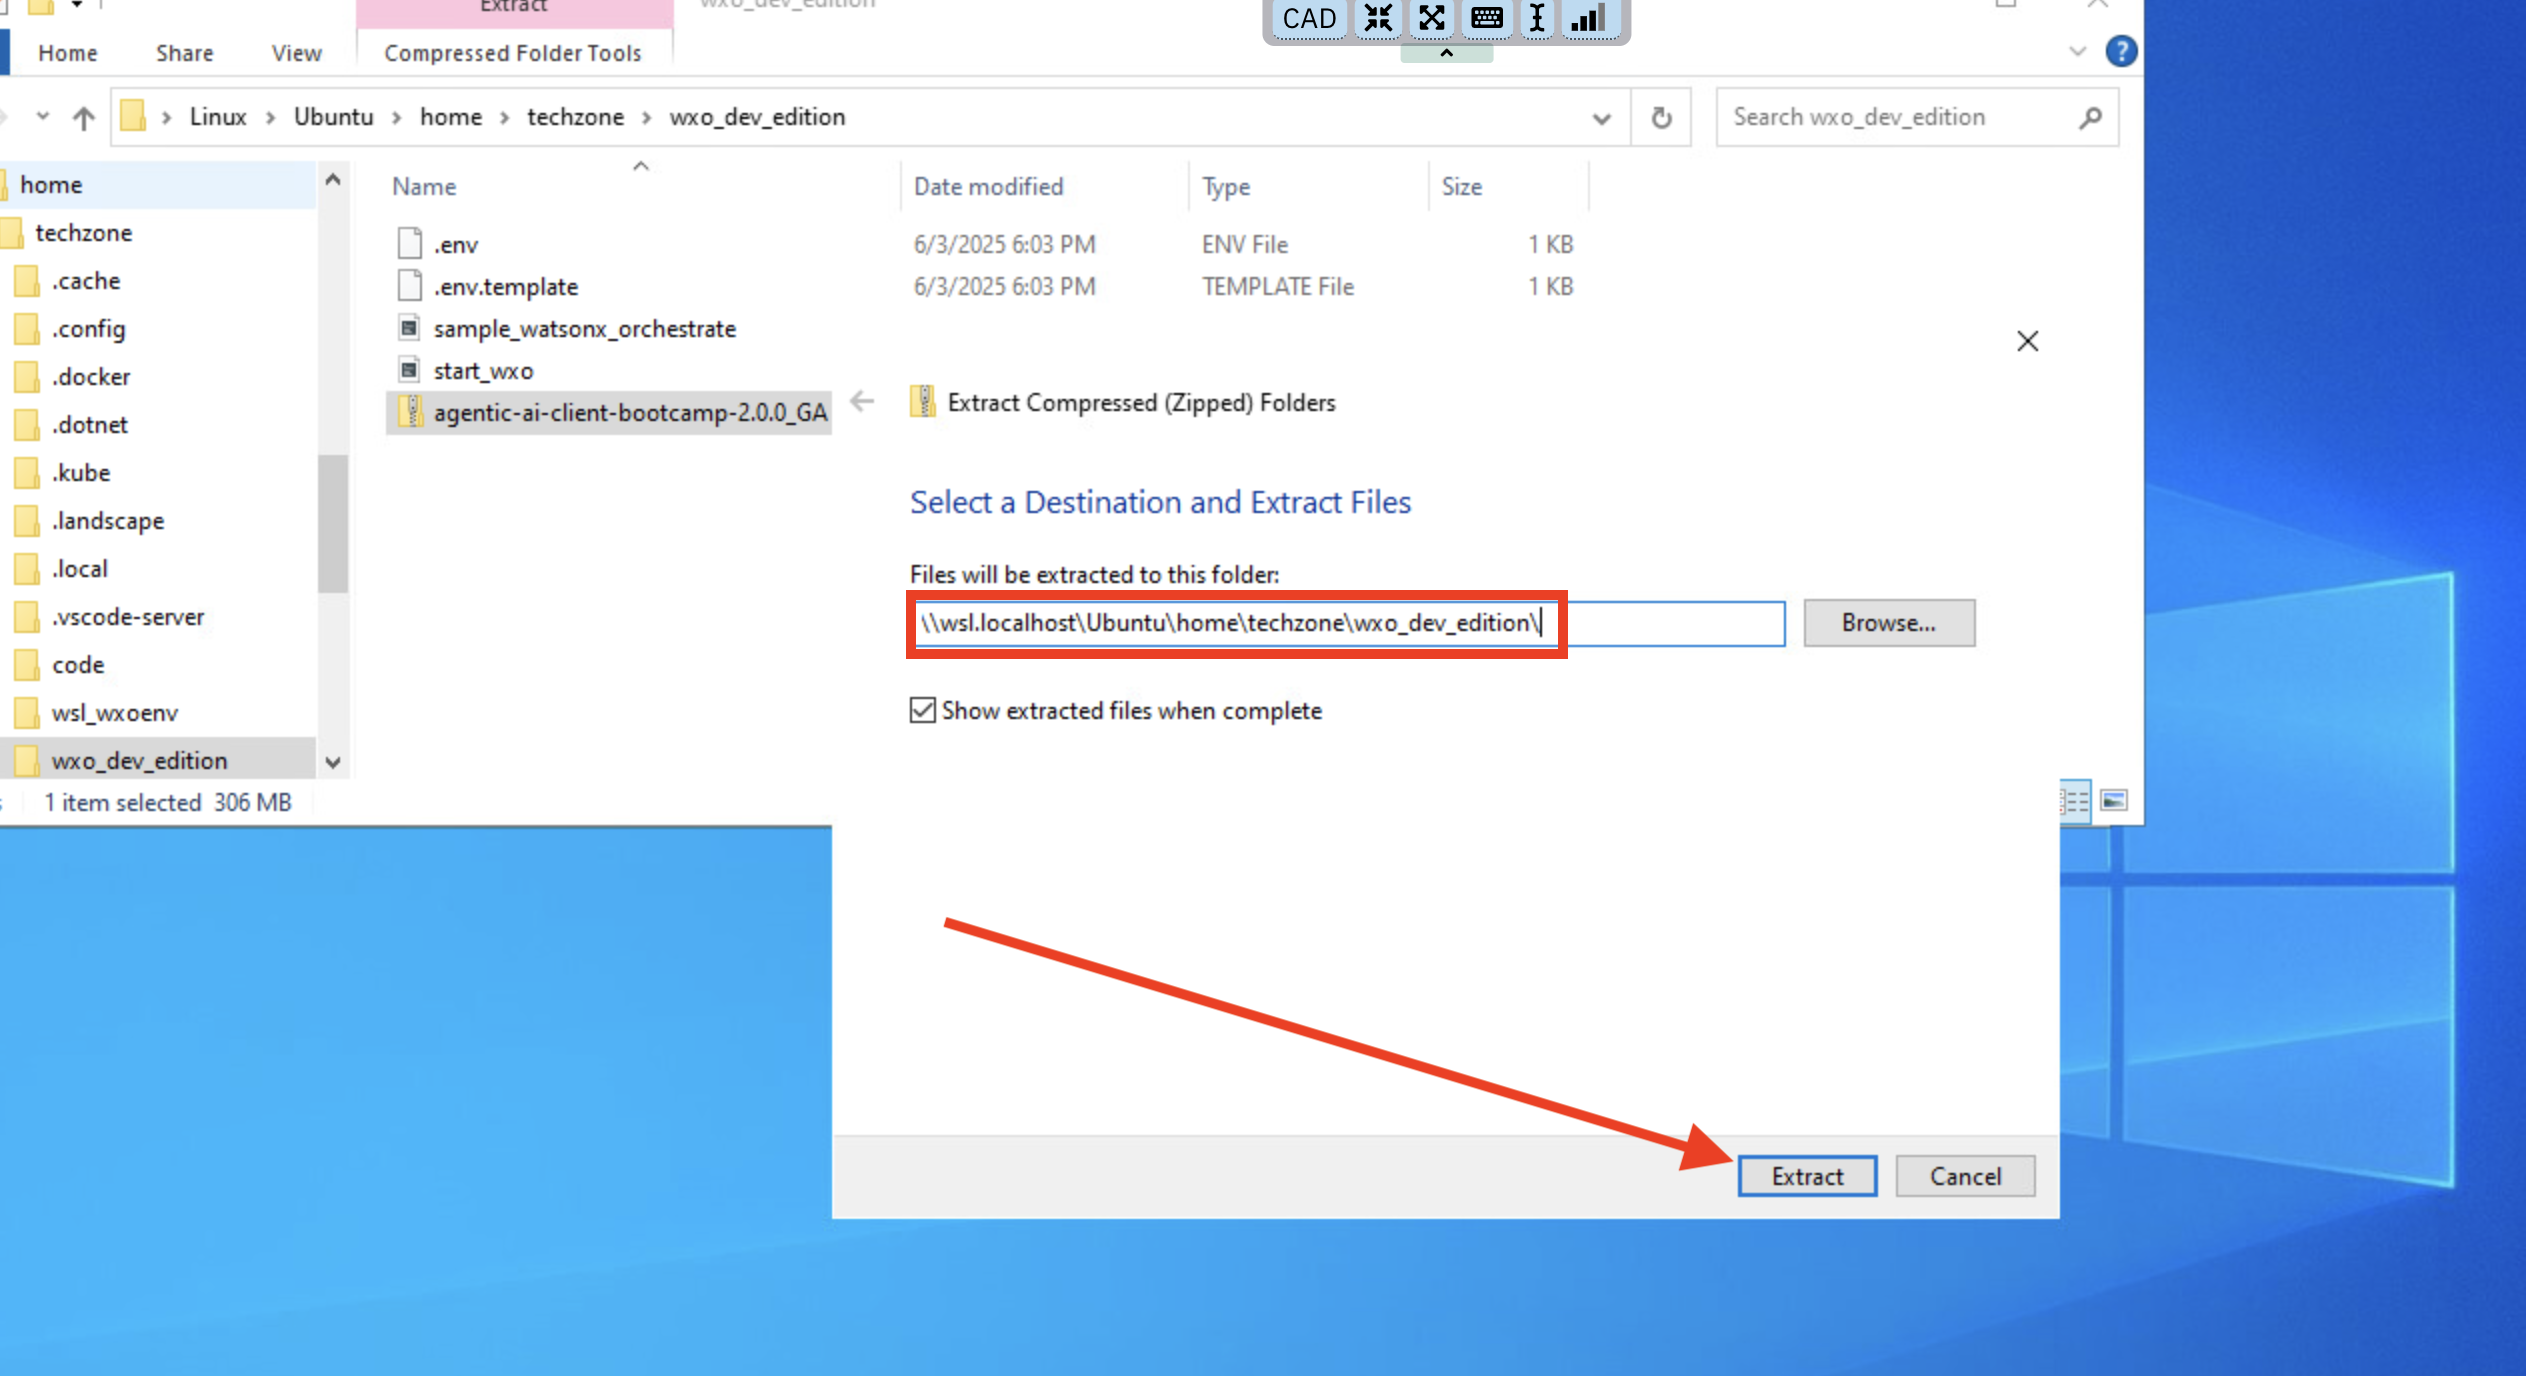 Extract
wxo_dev_edition
CAD
Home
Share
View
Compressed Folder Tools
?
Linux
Ubuntu
home
techzone
wxo_dev_edition
Search wxo_dev_edition
home
techzone
.cache
.config
.docker
.dotnet
.kube
.landscape
.local
.vscode-server
code
wsl_wxoenv
wxo_dev_edition
Name
Date modified
Type
Size
.env
6/3/2025 6:03 PM
ENV File
1 KB
.env.template
6/3/2025 6:03 PM
TEMPLATE File
1 KB
sample_watsonx_orchestrate
start_wxo
agentic-ai-client-bootcamp-2.0.0_GA
Extract Compressed (Zipped) Folders
Select a Destination and Extract Files
Files will be extracted to this folder:
\\wsl.localhost\Ubuntu\home\techzone\wxo_dev_edition\
Browse...
Show extracted files when complete
1 item selected 306 MB
Extract
Cancel